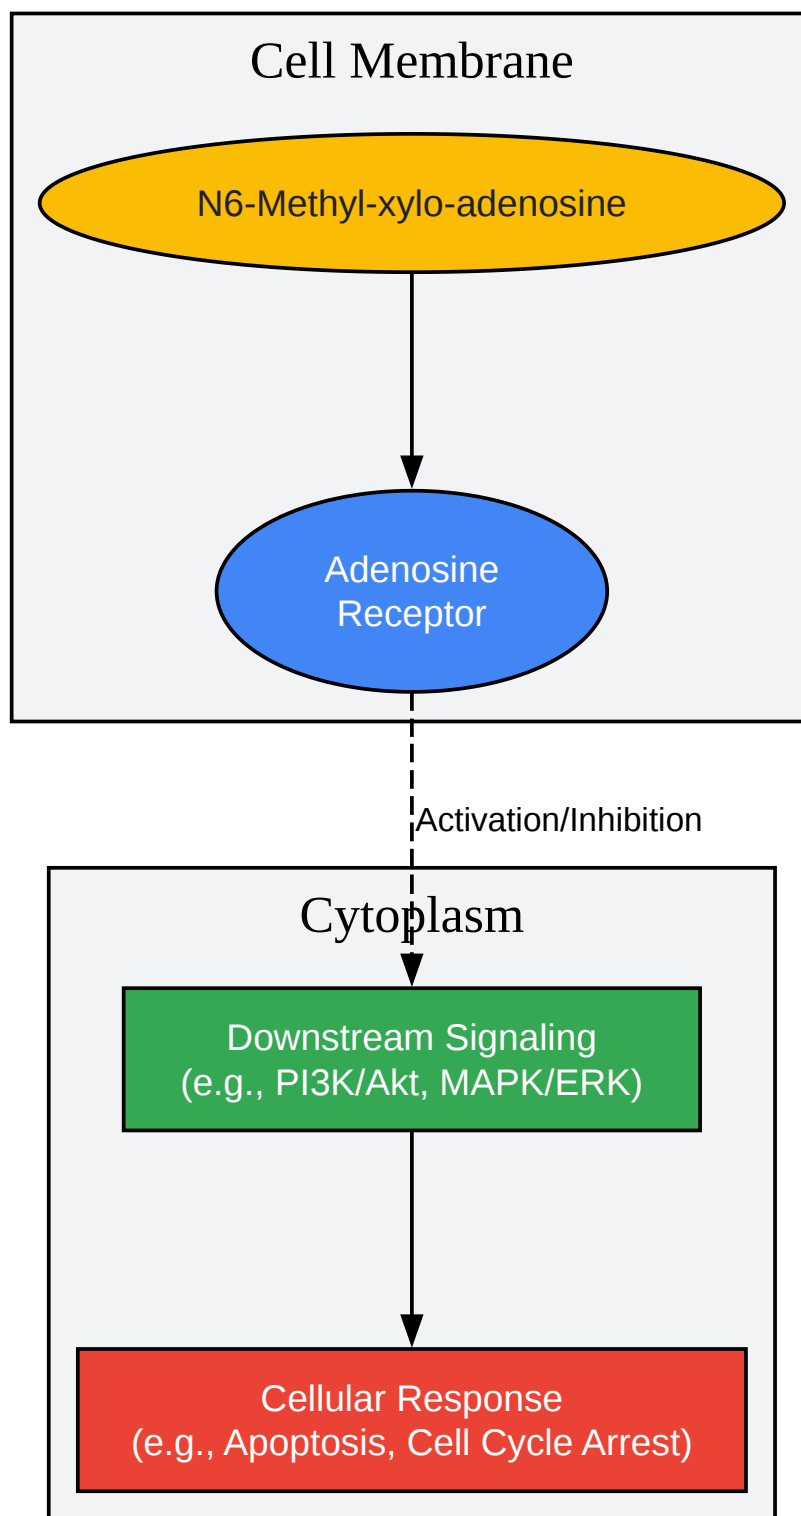 Cell Membrane
N6-Methyl-xylo-adenosine
Adenosine
Receptor
Activation/Inhibition
Cytoplasm
Downstream Signaling
(e.g., PI3K/Akt, MAPK/ERK)
Cellular Response
(e.g., Apoptosis, Cell Cycle Arrest)